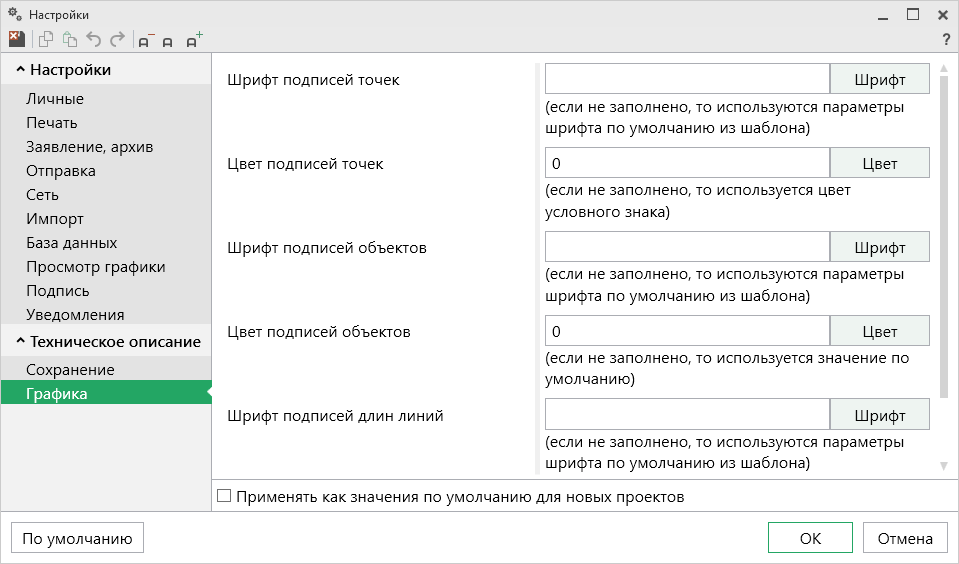 Настройки
?
Настройки
Личные
Печать
Заявление, архив
Отправка
Сеть
Импорт
База данных
Просмотр графики
Подпись
Уведомления
Техническое описание
Сохранение
Графика
Шрифт подписей точек
Шрифт
(если не заполнено, то используются параметры
шрифта по умолчанию из шаблона)
Цвет подписей точек
0
Цвет
(если не заполнено, то используется цвет
условного знака)
Шрифт подписей объектов
Шрифт
(если не заполнено, то используются параметры
шрифта по умолчанию из шаблона)
Цвет подписей объектов
0
Цвет
(если не заполнено, то используется значение по
умолчанию)
Шрифт подписей длин линий
Шрифт
(если не заполнено, то используются параметры
шрифта по умолчанию из шаблона)
Применять как значения по умолчанию для новых проектов
По умолчанию
ОК
Отмена